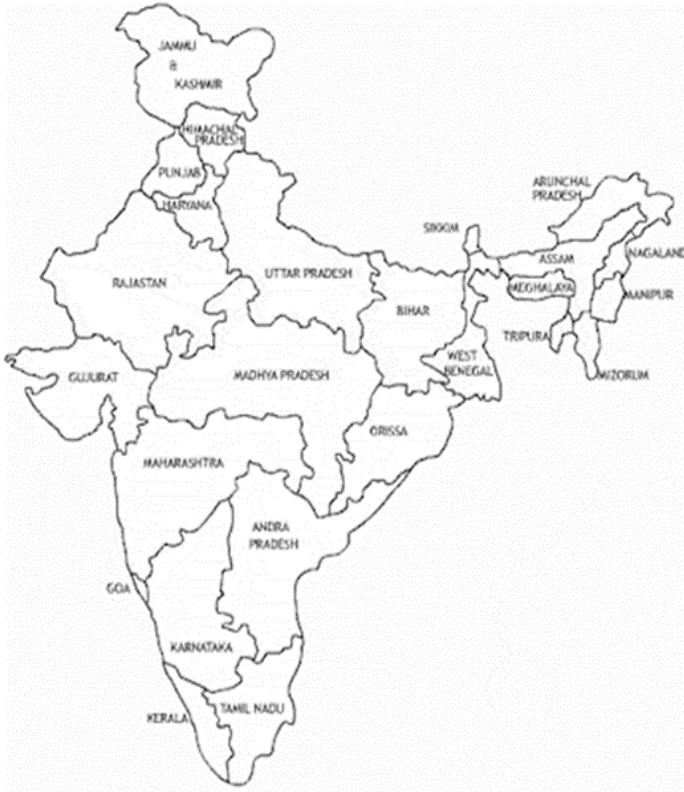 JAMMU
&
KASHMIR
HIMACHAL
PRADESH
PUNJAB
HARYANA
ARUNCHAL
PRADESH
SIKKIM
ASSAM
NAGALAND
RAJASTAN
UTTAR PRADESH
MEGHALAYA
MANIPUR
BIHAR
TRIPURA
WEST
BENEGAL
GUJURAT
MADHYA PRADESH
MIZORUM
ORISSA
MAHARASHTRA
ANDRA
PRADESH
GOA
KARNATAKA
KERALA
TAMIL NADU